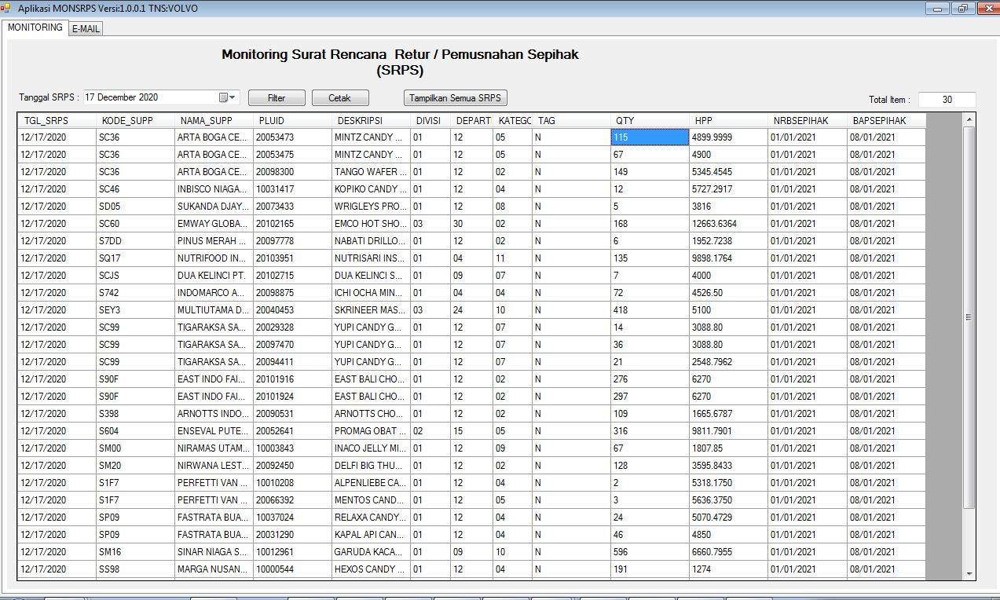 Aplikasi MONSRPS Versi:1.0.0.1 TNS:VOLVO
MONITORING E-MAIL
Monitoring Surat Rencana Retur / Pemusnahan Sepihak
(SRPS)
Tanggal SRPS : 17 December 2020 Filter Cetak Tampilkan Semua SRPS Total Item : 30
TGL_SRPS KODE_SUPP NAMA_SUPP PLUID DESKRIPSI DIVISI DEPARTI KATEGC TAG QTY HPP NRBSEPIHAK BAPSEPIHAK
12/17/2020 SC36 ARTA BOGA CE... 20053473 MINTZ CANDY ... 01 12 05 N 115 4899.9999 01/01/2021 08/01/2021
12/17/2020 SC36 ARTA BOGA CE... 20053475 MINTZ CANDY ... 01 12 05 N 67 4900 01/01/2021 08/01/2021
12/17/2020 SC36 ARTA BOGA CE... 20098300 TANGO WAFER ... 01 12 02 N 149 5345.4545 01/01/2021 08/01/2021
12/17/2020 SC46 INBISCO NIAGA... 10031417 KOPIKO CANDY ... 01 12 04 N 12 5727.2917 01/01/2021 08/01/2021
12/17/2020 SD05 SUKANDA DJAY... 20073433 WRIGLEYS PRO... 01 12 08 N 5 3816 01/01/2021 08/01/2021
12/17/2020 SC60 EMWAY GLOBA... 20102165 EMCO HOT SHO... 03 30 02 N 168 12663.6364 01/01/2021 08/01/2021
12/17/2020 S7DD PINUS MERAH ... 20097778 NABATI DRILLO... 01 12 02 N 6 1952.7238 01/01/2021 08/01/2021
12/17/2020 SQ17 NUTRIFOOD IN... 20103951 NUTRISARI INS... 01 04 11 N 135 9898.1764 01/01/2021 08/01/2021
12/17/2020 SCJS DUA KELINCI PT. 20102715 DUA KELINCI S... 01 09 07 N 7 4000 01/01/2021 08/01/2021
12/17/2020 S742 INDOMARCO A... 20098875 ICHI OCHA MIN... 01 04 04 N 72 4526.50 01/01/2021 08/01/2021
12/17/2020 SEY3 MULTIUTAMA D... 20040453 SKRINEER MAS... 03 24 10 N 418 5100 01/01/2021 08/01/2021
12/17/2020 SC99 TIGARAKSA SA... 20029328 YUPI CANDY G... 01 12 07 N 14 3088.80 01/01/2021 08/01/2021
12/17/2020 SC99 TIGARAKSA SA... 20097470 YUPI CANDY G... 01 12 07 N 36 3088.80 01/01/2021 08/01/2021
12/17/2020 SC99 TIGARAKSA SA... 20094411 YUPI CANDY G... 01 12 07 N 21 2548.7962 01/01/2021 08/01/2021
12/17/2020 S90F EAST INDO FAI... 20101916 EAST BALI CHO... 01 12 02 N 276 6270 01/01/2021 08/01/2021
12/17/2020 S90F EAST INDO FAI... 20101924 EAST BALI CHO... 01 12 02 N 297 6270 01/01/2021 08/01/2021
12/17/2020 S398 ARNOTTS INDO... 20090531 ARNOTTS CHO... 01 12 02 N 109 1665.6787 01/01/2021 08/01/2021
12/17/2020 S604 ENSEVAL PUTE... 20052641 PROMAG OBAT ... 02 15 05 N 316 9811.7901 01/01/2021 08/01/2021
12/17/2020 SM00 NIRAMAS UTAM... 10003843 INACO JELLY MI... 01 12 09 N 67 1807.85 01/01/2021 08/01/2021
12/17/2020 SM20 NIRWANA LEST... 20092450 DELFI BIG THU... 01 12 02 N 128 3595.8433 01/01/2021 08/01/2021
12/17/2020 S1F7 PERFETTI VAN ... 10010208 ALPENLIEBE CA... 01 12 04 N 2 5318.1750 01/01/2021 08/01/2021
12/17/2020 S1F7 PERFETTI VAN ... 20066392 MENTOS CAND... 01 12 05 N 3 5636.3750 01/01/2021 08/01/2021
12/17/2020 SP09 FASTRATA BUA... 10037024 RELAXA CANDY... 01 12 04 N 24 5070.4729 01/01/2021 08/01/2021
12/17/2020 SP09 FASTRATA BUA... 20031290 KAPAL API CAN... 01 12 04 N 46 4850 01/01/2021 08/01/2021
12/17/2020 SM16 SINAR NIAGA S... 10012961 GARUDA KACA... 01 09 10 N 596 6660.7955 01/01/2021 08/01/2021
12/17/2020 SS98 MARGA NUSAN... 10000544 HEXOS CANDY ... 01 12 04 N 191 1274 01/01/2021 08/01/2021